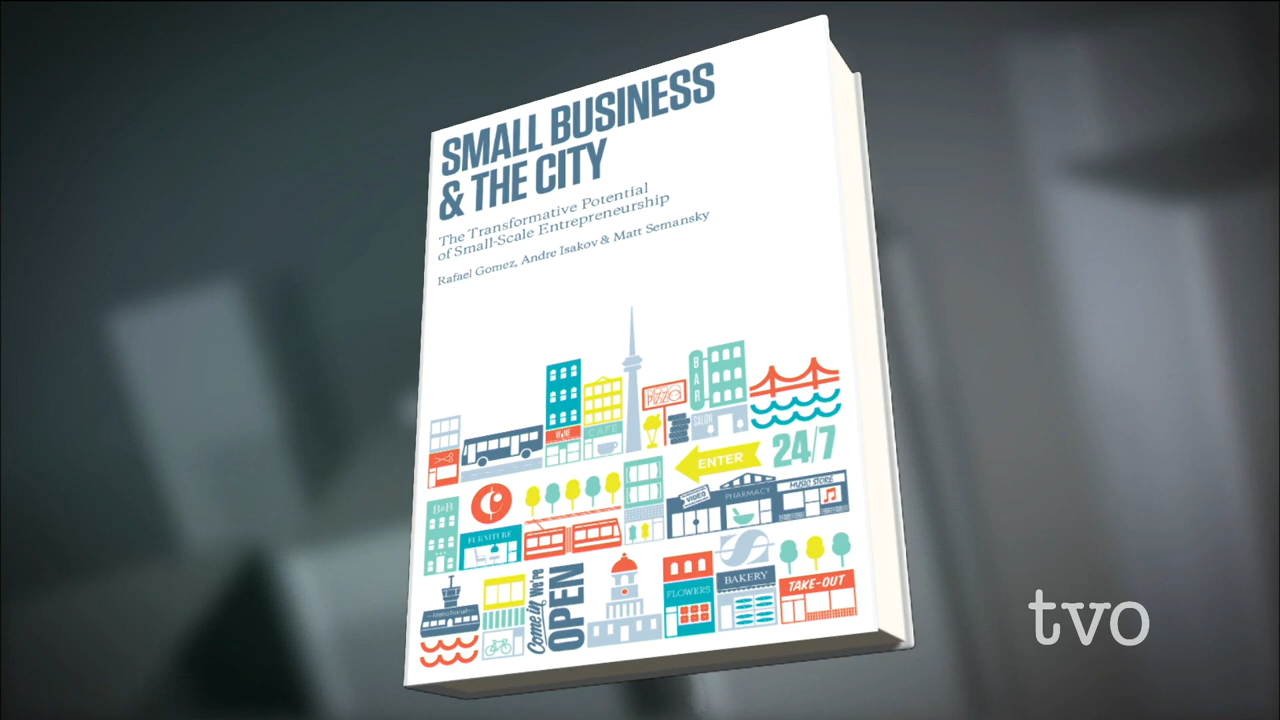 SMALL BUSINESS
& THE CITY
The Transformative Potential
of Small-Scale Entrepreneurship
Rafael Gomez, Andre Isakov & Matt Semansky
PIZZA
BAR
SALON
WINE
CAFE
ENTER
24/7
B&B
C
VIDEO
PHARMACY
MUSIC STORE
FURNITURE
Come in, We're
OPEN
FLOWERS
BAKERY
TAKE-OUT
tvo